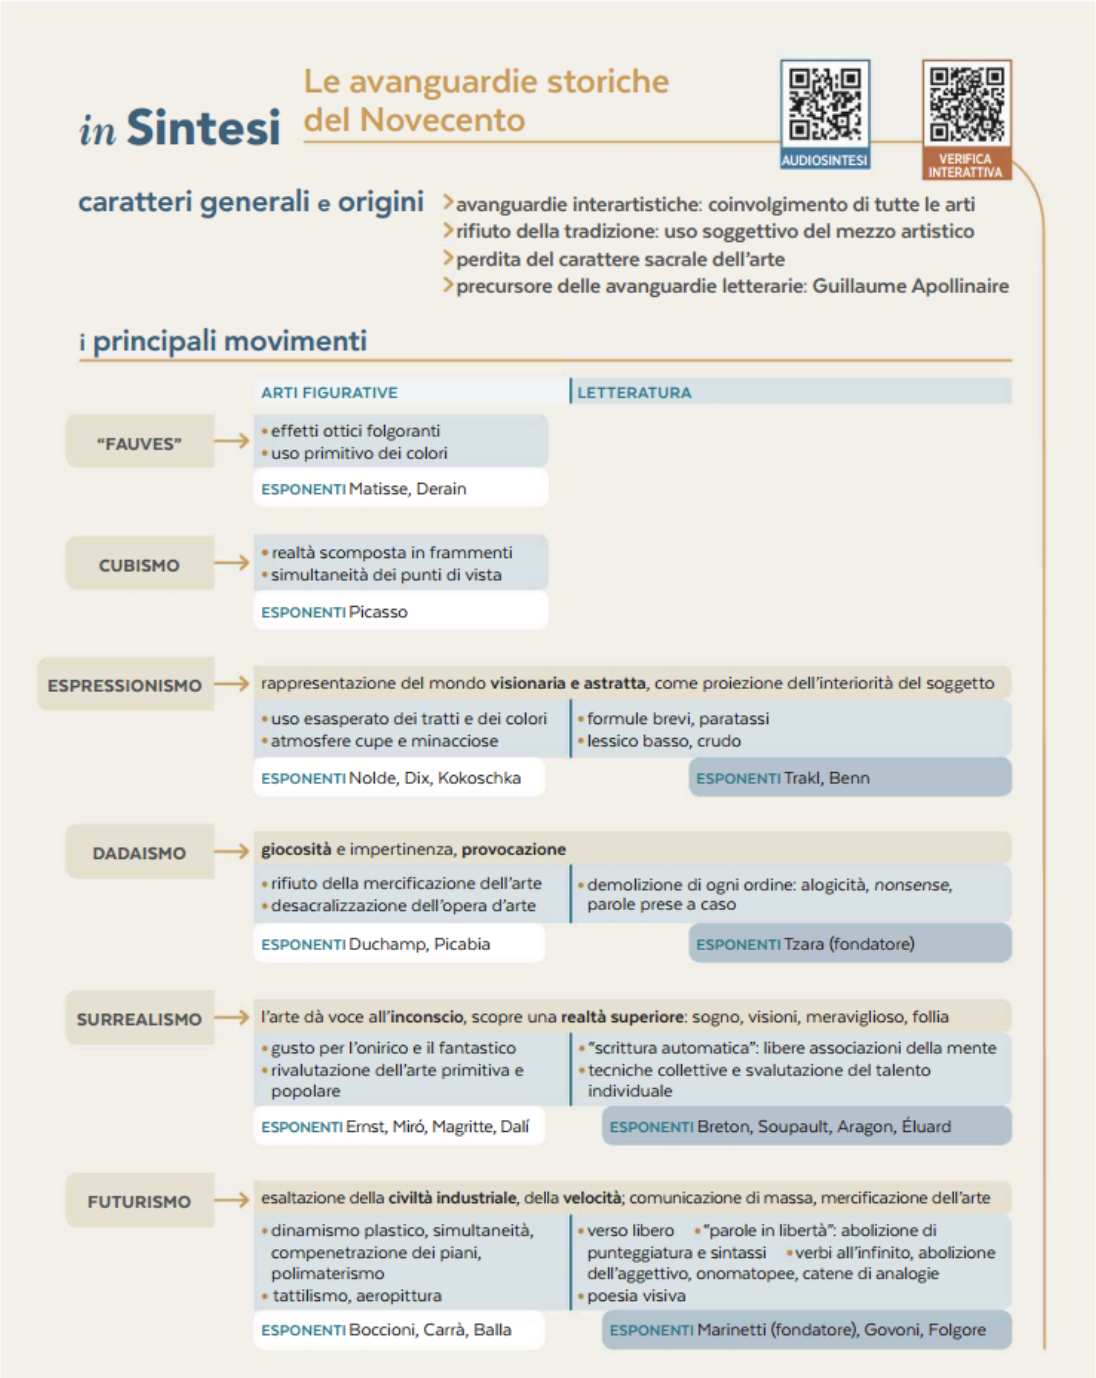 in Sintesi
Le avanguardie storiche
del Novecento
AUDIOSINTESI
VERIFICA
INTERATTIVA
caratteri generali e origini
>avanguardie interartistiche: coinvolgimento di tutte le arti
>rifiuto della tradizione: uso soggettivo del mezzo artistico
>perdita del carattere sacrale dell'arte
>precursore delle avanguardie letterarie: Guillaume Apollinaire
i principali movimenti
ARTI FIGURATIVE
LETTERATURA
"FAUVES"
• effetti ottici folgoranti
• uso primitivo dei colori
ESPONENTI Matisse, Derain
CUBISMO
• realtà scomposta in frammenti
• simultaneità dei punti di vista
ESPONENTI Picasso
ESPRESSIONISMO
rappresentazione del mondo visionaria e astratta, come proiezione dell'interiorità del soggetto
• uso esasperato dei tratti e dei colori
• atmosfere cupe e minacciose
• formule brevi, paratassi
• lessico basso, crudo
ESPONENTI Nolde, Dix, Kokoschka
ESPONENTI Trakl, Benn
DADAISMO
giocosità e impertinenza, provocazione
• rifiuto della mercificazione dell'arte
• desacralizzazione dell'opera d'arte
• demolizione di ogni ordine: alogicità, nonsense,
parole prese a caso
ESPONENTI Duchamp, Picabia
ESPONENTI Tzara (fondatore)
SURREALISMO
l'arte dà voce all'inconscio, scopre una realtà superiore: sogno, visioni, meraviglioso, follia
• gusto per l'onirico e il fantastico
• rivalutazione dell'arte primitiva e
popolare
• "scrittura automatica": libere associazioni della mente
• tecniche collettive e svalutazione del talento
individuale
ESPONENTI Ernst, Miró, Magritte, Dalí
ESPONENTI Breton, Soupault, Aragon, Éluard
FUTURISMO
esaltazione della civiltà industriale, della velocità; comunicazione di massa, mercificazione dell'arte
• dinamismo plastico, simultaneità,
compenetrazione dei piani,
polimaterismo
• tattilismo, aeropittura
• verso libero • "parole in libertà": abolizione di
punteggiatura e sintassi • verbi all'infinito, abolizione
dell'aggettivo, onomatopee, catene di analogie
• poesia visiva
ESPONENTI Boccioni, Carrà, Balla
ESPONENTI Marinetti (fondatore), Govoni, Folgore